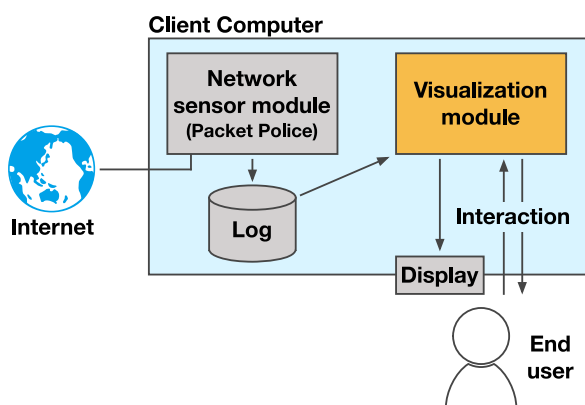 Client Computer
Network
sensor module
(Packet Police)
Visualization
module
Internet
Log
Interaction
Display
End
user